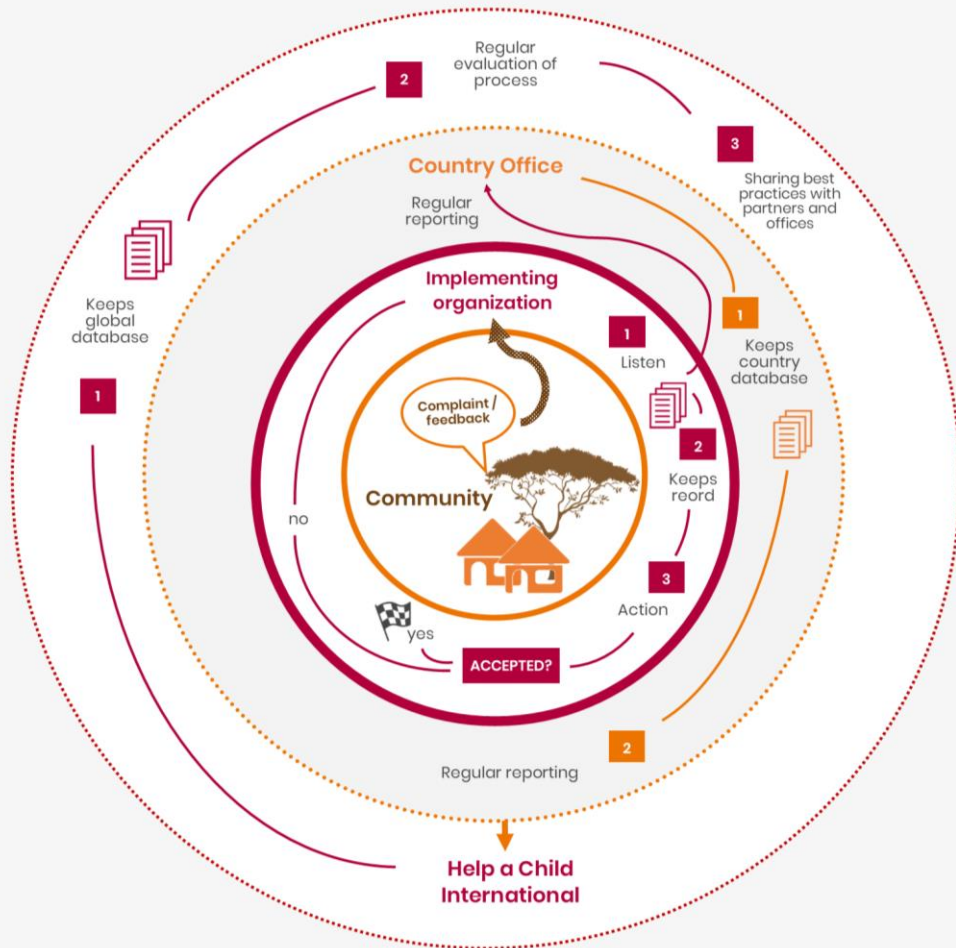 2
Regular
evaluation of
process
3
Sharing best
practices with
partners and
offices
Country Office
Regular
reporting
Keeps
global
database
1
Implementing
organization
1
Listen
1
Keeps
country
database
Complaint /
feedback
2
Keeps
reord
Community
no
3
Action
yes
ACCEPTED?
2
Regular reporting
Help a Child
International